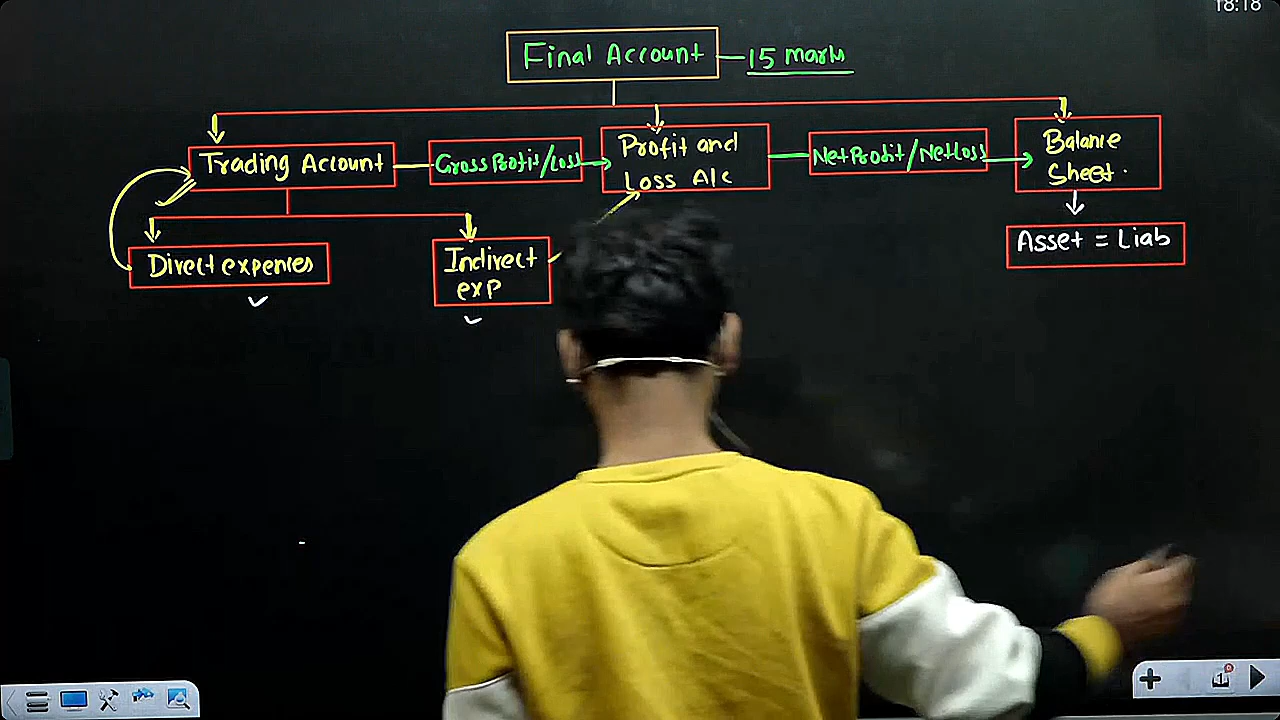 18:18
Final Account
15 marks
Trading Account
Gross Profit/Loss
Profit and
Loss A/c
Net Profit/Net Loss
Balance
Sheet.
Direct expenses
Indirect
exp
Asset = Liab